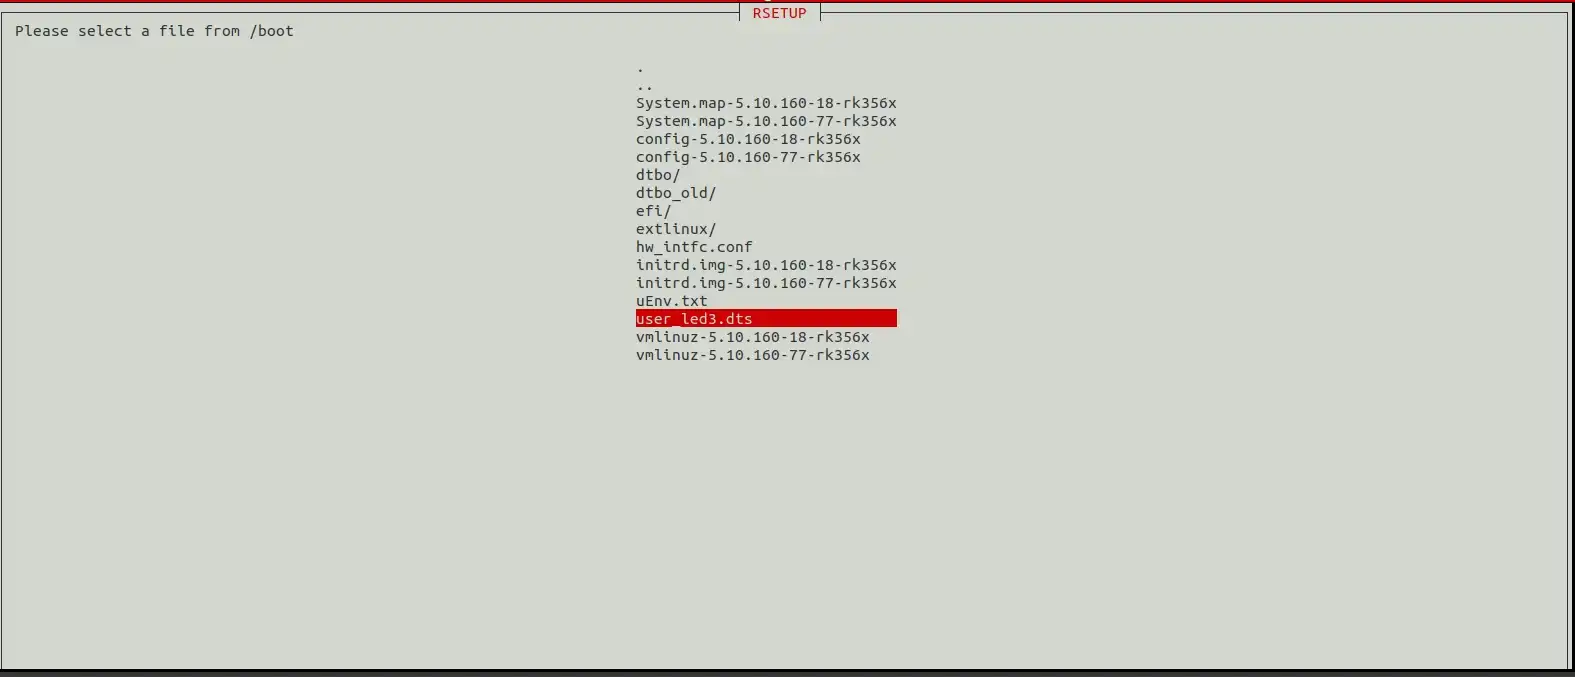 RSETUP
Please select a file from /boot
.
..
System.map-5.10.160-18-rk356x
System.map-5.10.160-77-rk356x
config-5.10.160-18-rk356x
config-5.10.160-77-rk356x
dtbo/
dtbo_old/
efi/
extlinux/
hw_intfc.conf
initrd.img-5.10.160-18-rk356x
initrd.img-5.10.160-77-rk356x
uEnv.txt
user_led3.dts
vmlinuz-5.10.160-18-rk356x
vmlinuz-5.10.160-77-rk356x